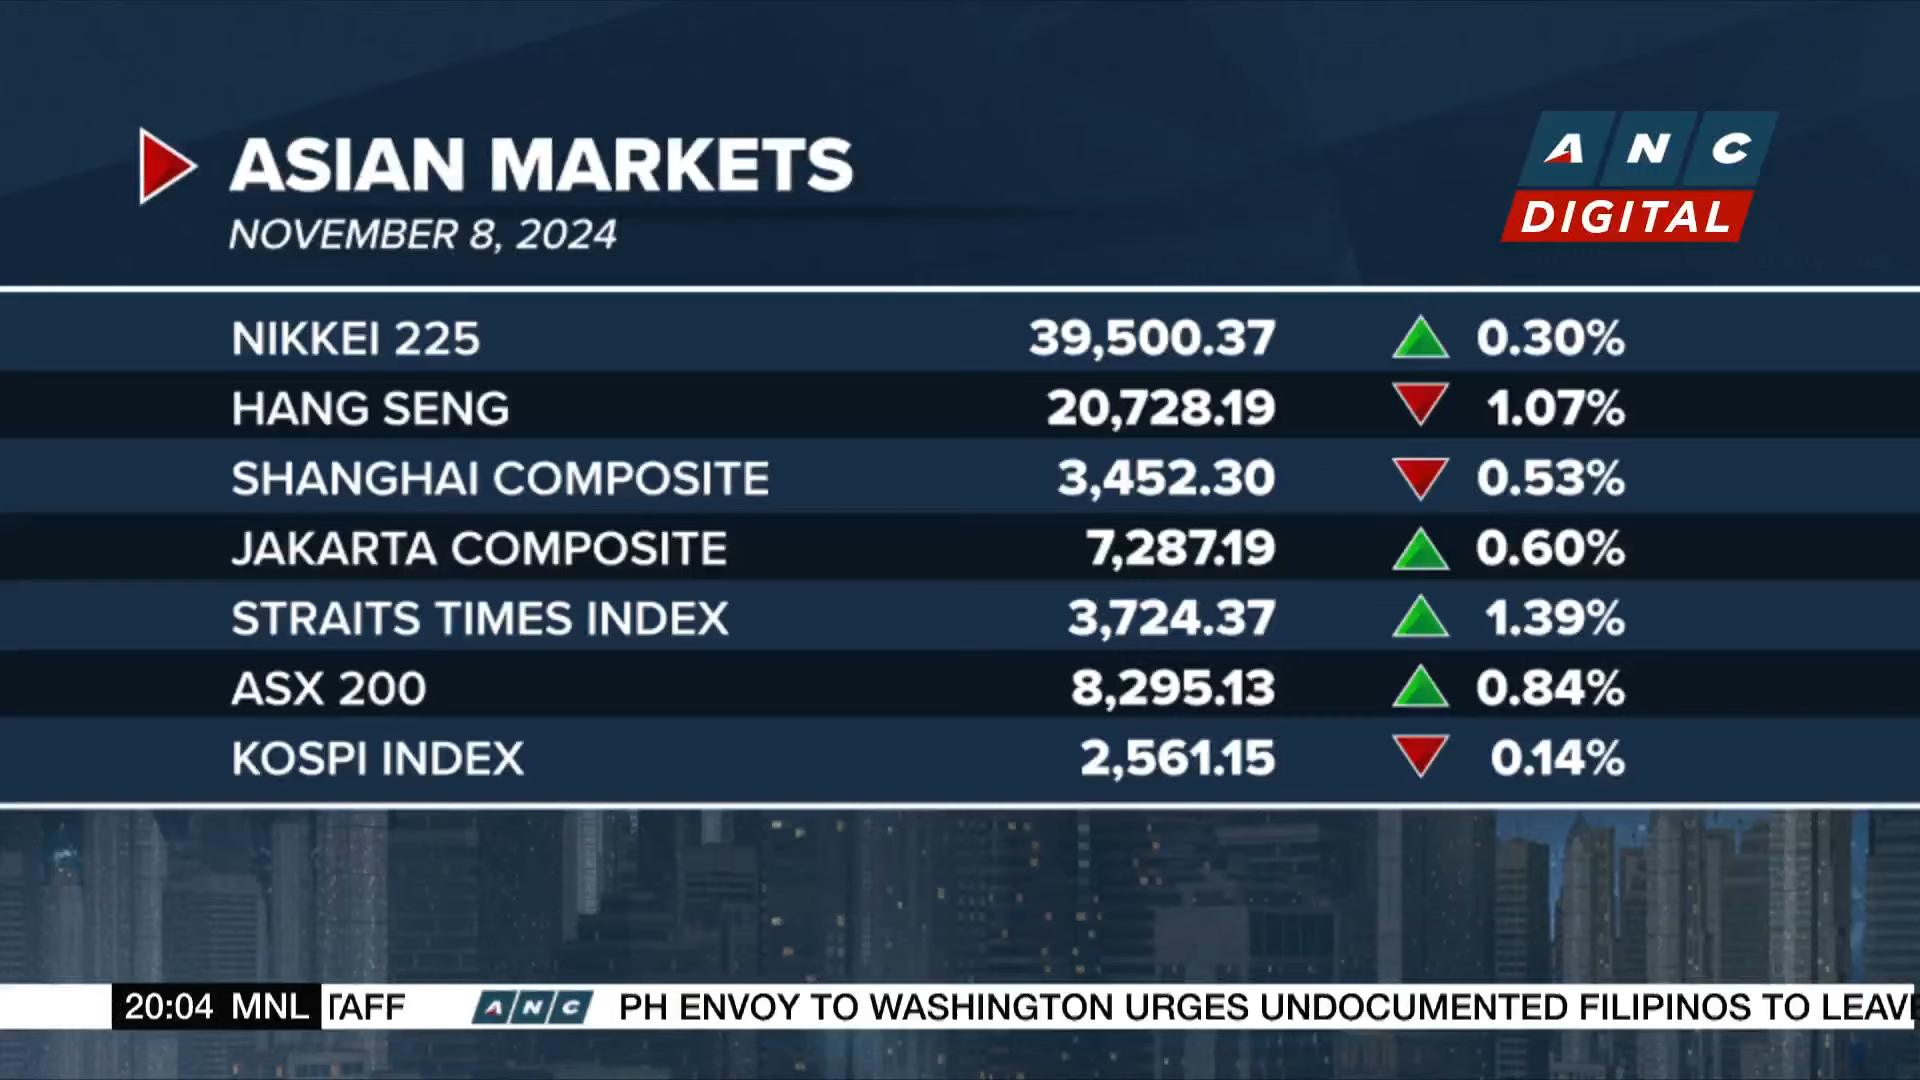 ASIAN MARKETS
NOVEMBER 8, 2024
ANC
DIGITAL
NIKKEI 225 39,500.37 0.30%
HANG SENG 20,728.19 1.07%
SHANGHAI COMPOSITE 3,452.30 0.53%
JAKARTA COMPOSITE 7,287.19 0.60%
STRAITS TIMES INDEX 3,724.37 1.39%
ASX 200 8,295.13 0.84%
KOSPI INDEX 2,561.15 0.14%
20:04 MNL TAFF ANC PH ENVOY TO WASHINGTON URGES UNDOCUMENTED FILIPINOS TO LEAV